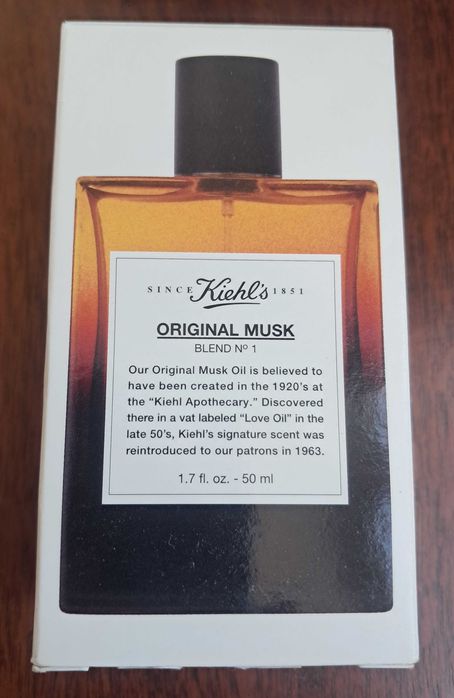 SINCE Kiehl's 1851
ORIGINAL MUSK
BLEND Nº 1
Our Original Musk Oil is believed to
have been created in the 1920's at
the “Kiehl Apothecary.” Discovered
there in a vat labeled “Love Oil” in the
late 50's, Kiehl's signature scent was
reintroduced to our patrons in 1963.
1.7 fl. oz. - 50 ml